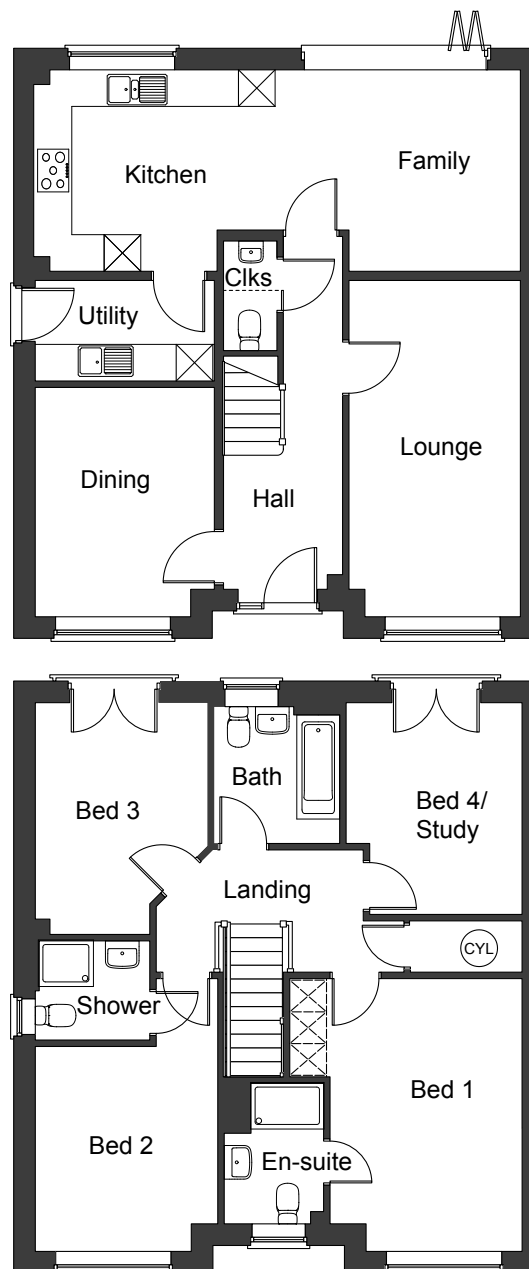 Kitchen
Family
Clks
Utility
Lounge
Dining
Hall
Bath
Bed 3
Bed 4/
Study
Landing
CYL
Shower
Bed 1
Bed 2
En-suite